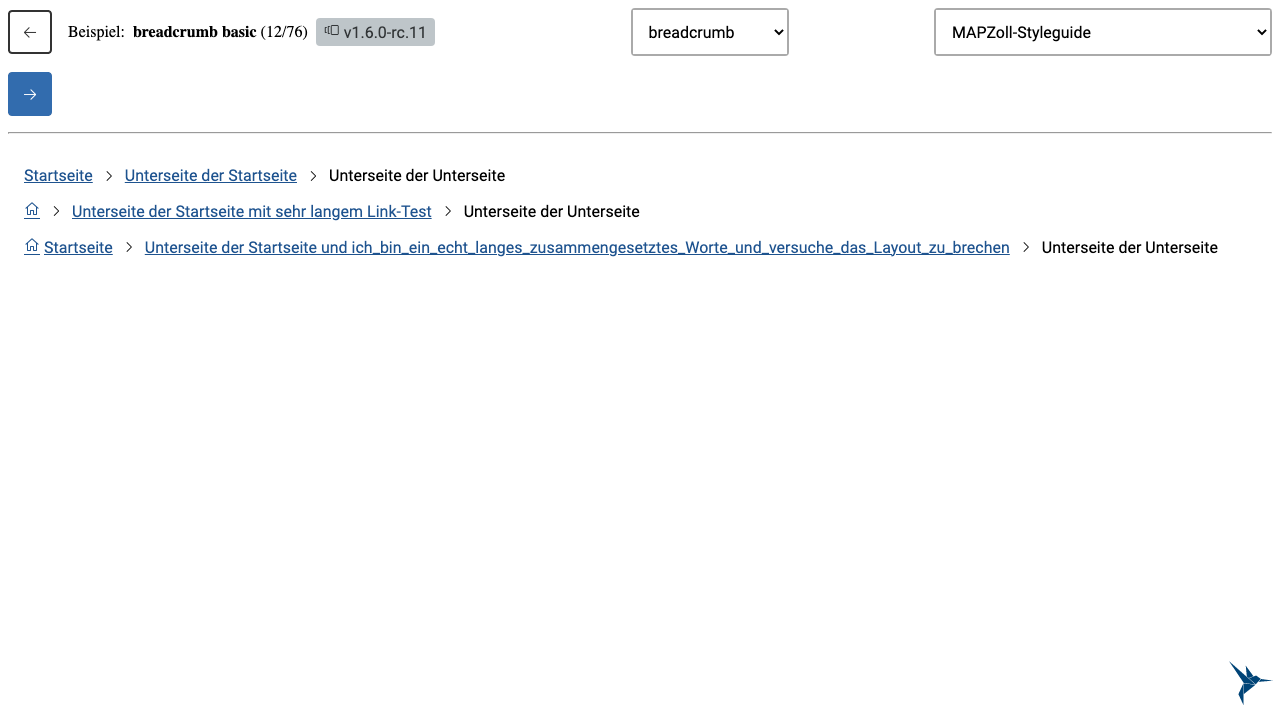 Beispiel: breadcrumb basic (12/76) v1.6.0-rc.11 breadcrumb MAPZoll-Styleguide
Startseite Unterseite der Startseite Unterseite der Unterseite
Unterseite der Startseite mit sehr langem Link-Test Unterseite der Unterseite
Startseite Unterseite der Startseite und ich_bin_ein_echt_langes_zusammengesetztes_Worte_und_versuche_das_Layout_zu_brechen Unterseite der Unterseite